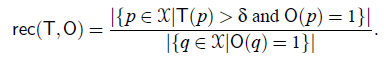 rec(T,O) = |{p ∈ X|T(p) > δ and O(p) = 1}| / |{q ∈ X|O(q) = 1}|.